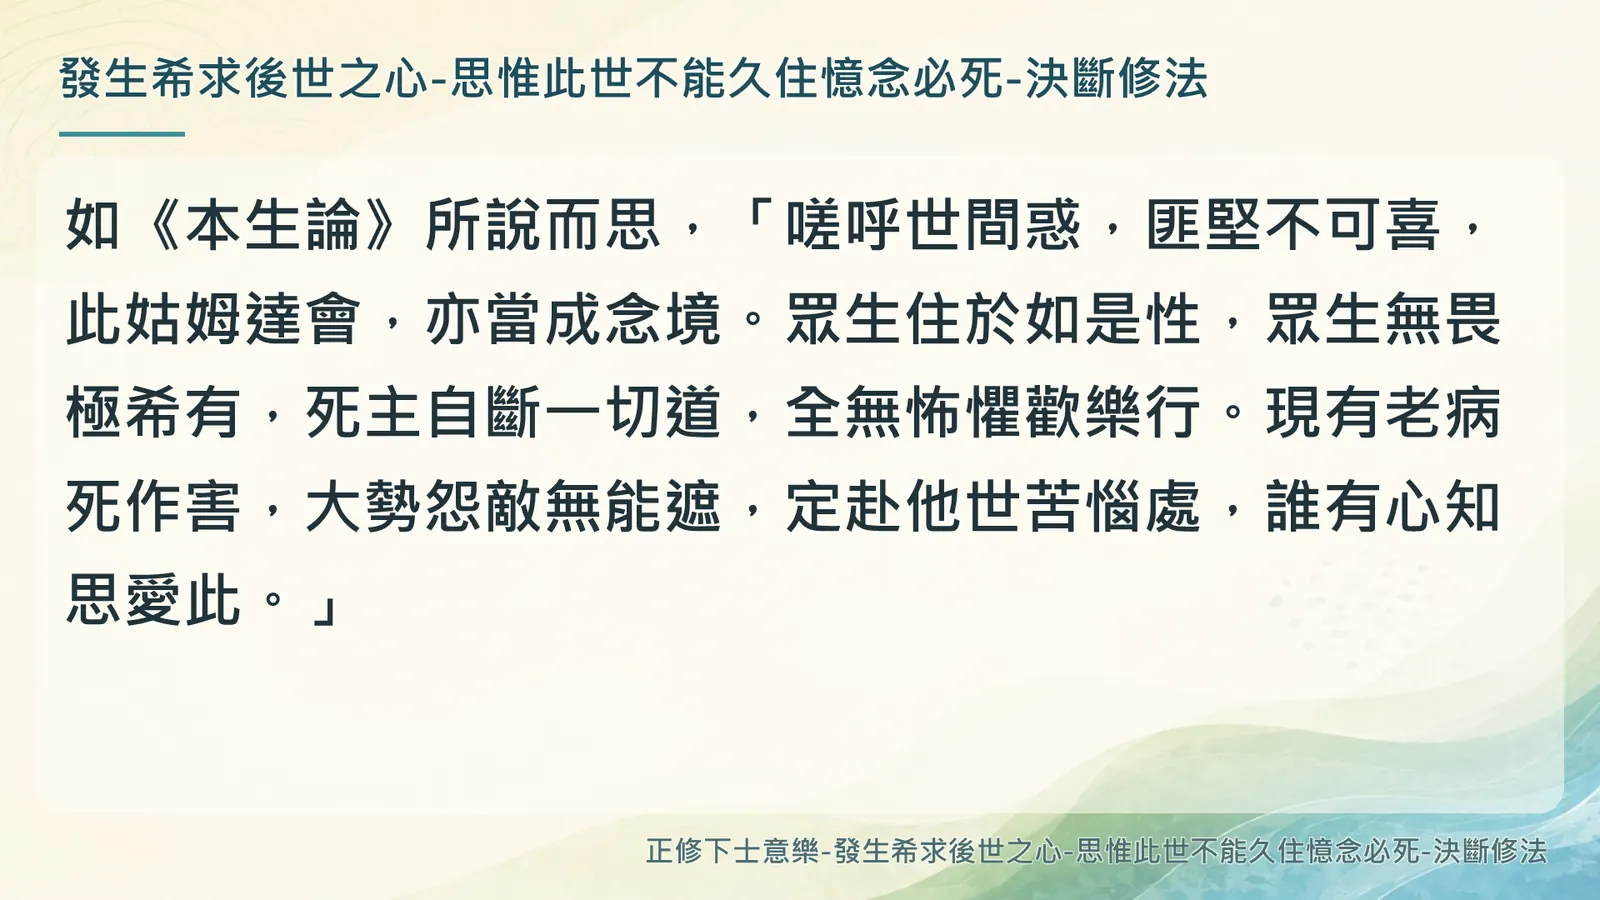 發生希求後世之心-思惟此世不能久住憶念必死-決斷修法
如《本生論》所說而思，「嗟呼世間惑，匪堅不可喜，
此姑姆達會，亦當成念境。眾生住於如是性，眾生無畏
極希有，死主自斷一切道，全無怖懼歡樂行。現有老病
死作害，大勢怨敵無能遮，定赴他世苦惱處，誰有心知
思愛此。」
正修下士意樂-發生希求後世之心-思惟此世不能久住憶念必死-決斷修法